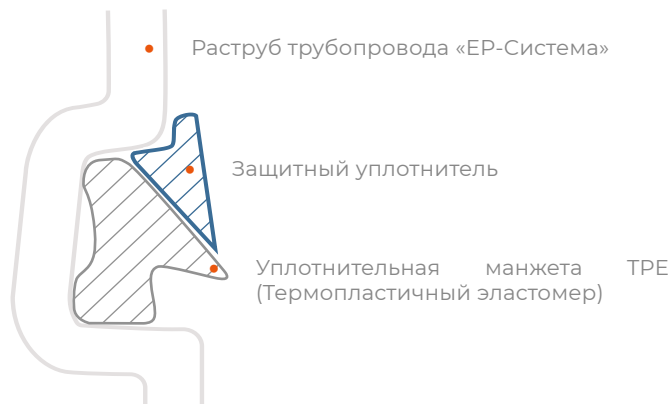 Раструб трубопровода «ЕР-Система»
Защитный уплотнитель
Уплотнительная манжета TPE
(Термопластичный эластомер)